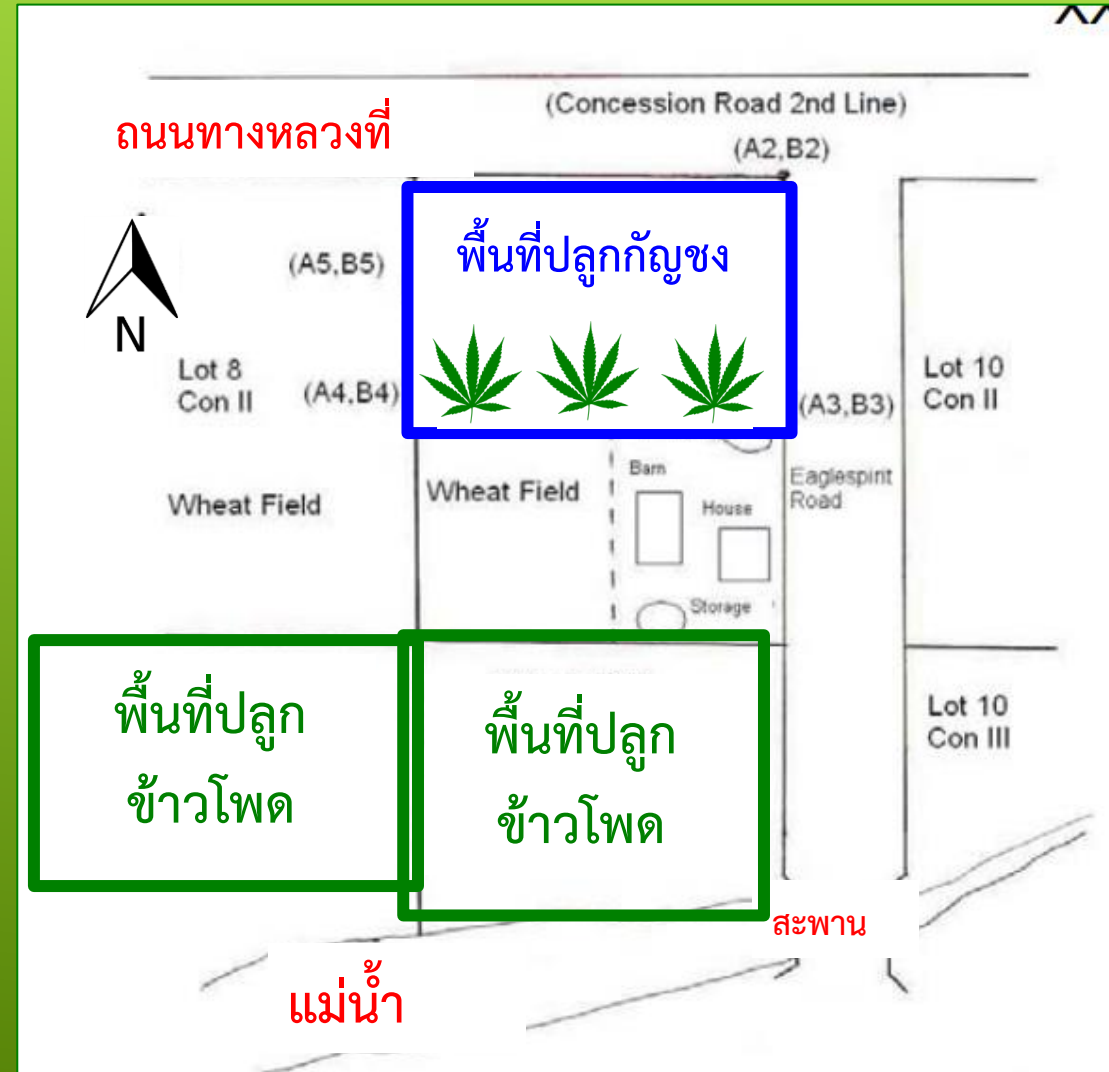 (Concession Road 2nd Line)
ถนนทางหลวงที่
(A2,B2)
พื้นที่ปลูกกัญชง
(A5,B5)
N
Lot 8
Con II
(A4,B4)
(A3,B3)
Lot 10
Con II
Wheat Field
Wheat Field
Barn
House
Storage
Eaglespirit
Road
พื้นที่ปลูก
ข้าวโพด
พื้นที่ปลูก
ข้าวโพด
Lot 10
Con III
สะพาน
แม่น้ำ